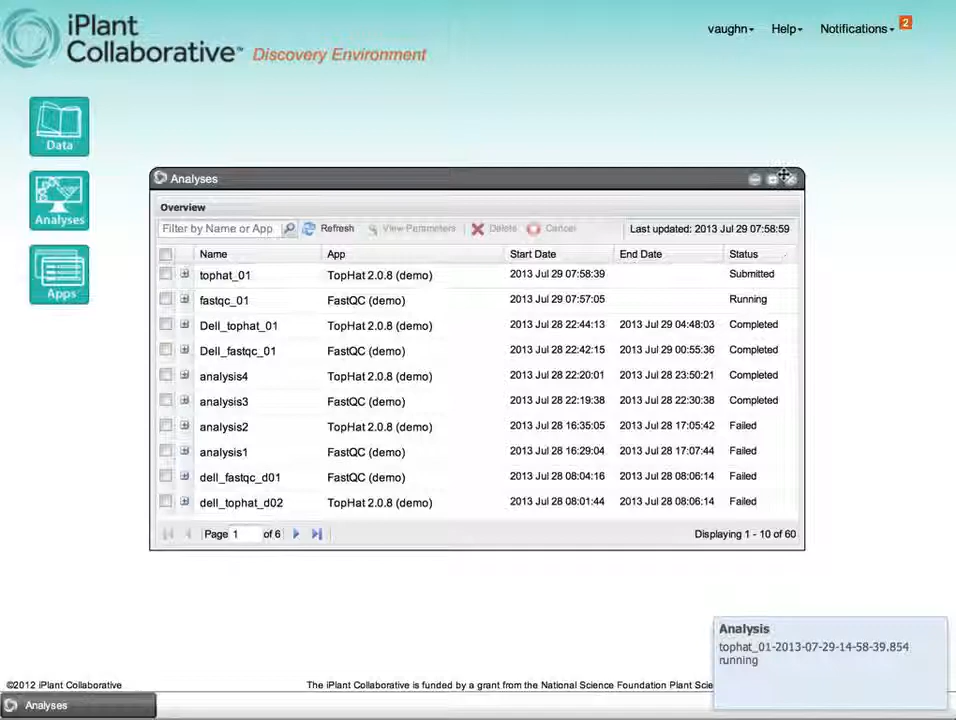 iPlant
Collaborative™ Discovery Environment
vaughn Help Notifications 2
Data
Analyses
Apps
Analyses
Overview
Filter by Name or App Refresh View Parameters Delete Cancel Last updated: 2013 Jul 29 07:58:59
Name App Start Date End Date Status
tophat_01 TopHat 2.0.8 (demo) 2013 Jul 29 07:58:39 Submitted
fastqc_01 FastQC (demo) 2013 Jul 29 07:57:05 Running
Dell_tophat_01 TopHat 2.0.8 (demo) 2013 Jul 28 22:44:13 2013 Jul 29 04:48:03 Completed
Dell_fastqc_01 FastQC (demo) 2013 Jul 28 22:42:15 2013 Jul 29 00:55:36 Completed
analysis4 TopHat 2.0.8 (demo) 2013 Jul 28 22:20:01 2013 Jul 28 23:50:21 Completed
analysis3 FastQC (demo) 2013 Jul 28 22:19:38 2013 Jul 28 22:30:38 Completed
analysis2 TopHat 2.0.8 (demo) 2013 Jul 28 16:35:05 2013 Jul 28 17:05:42 Failed
analysis1 FastQC (demo) 2013 Jul 28 16:29:04 2013 Jul 28 17:07:44 Failed
dell_fastqc_d01 FastQC (demo) 2013 Jul 28 08:04:16 2013 Jul 28 08:06:14 Failed
dell_tophat_d02 TopHat 2.0.8 (demo) 2013 Jul 28 08:01:44 2013 Jul 28 08:06:14 Failed
Page 1 of 6 Displaying 1 - 10 of 60
Analysis
tophat_01-2013-07-29-14-58-39.854
running
©2012 iPlant Collaborative The iPlant Collaborative is funded by a grant from the National Science Foundation Plant Scie
Analyses